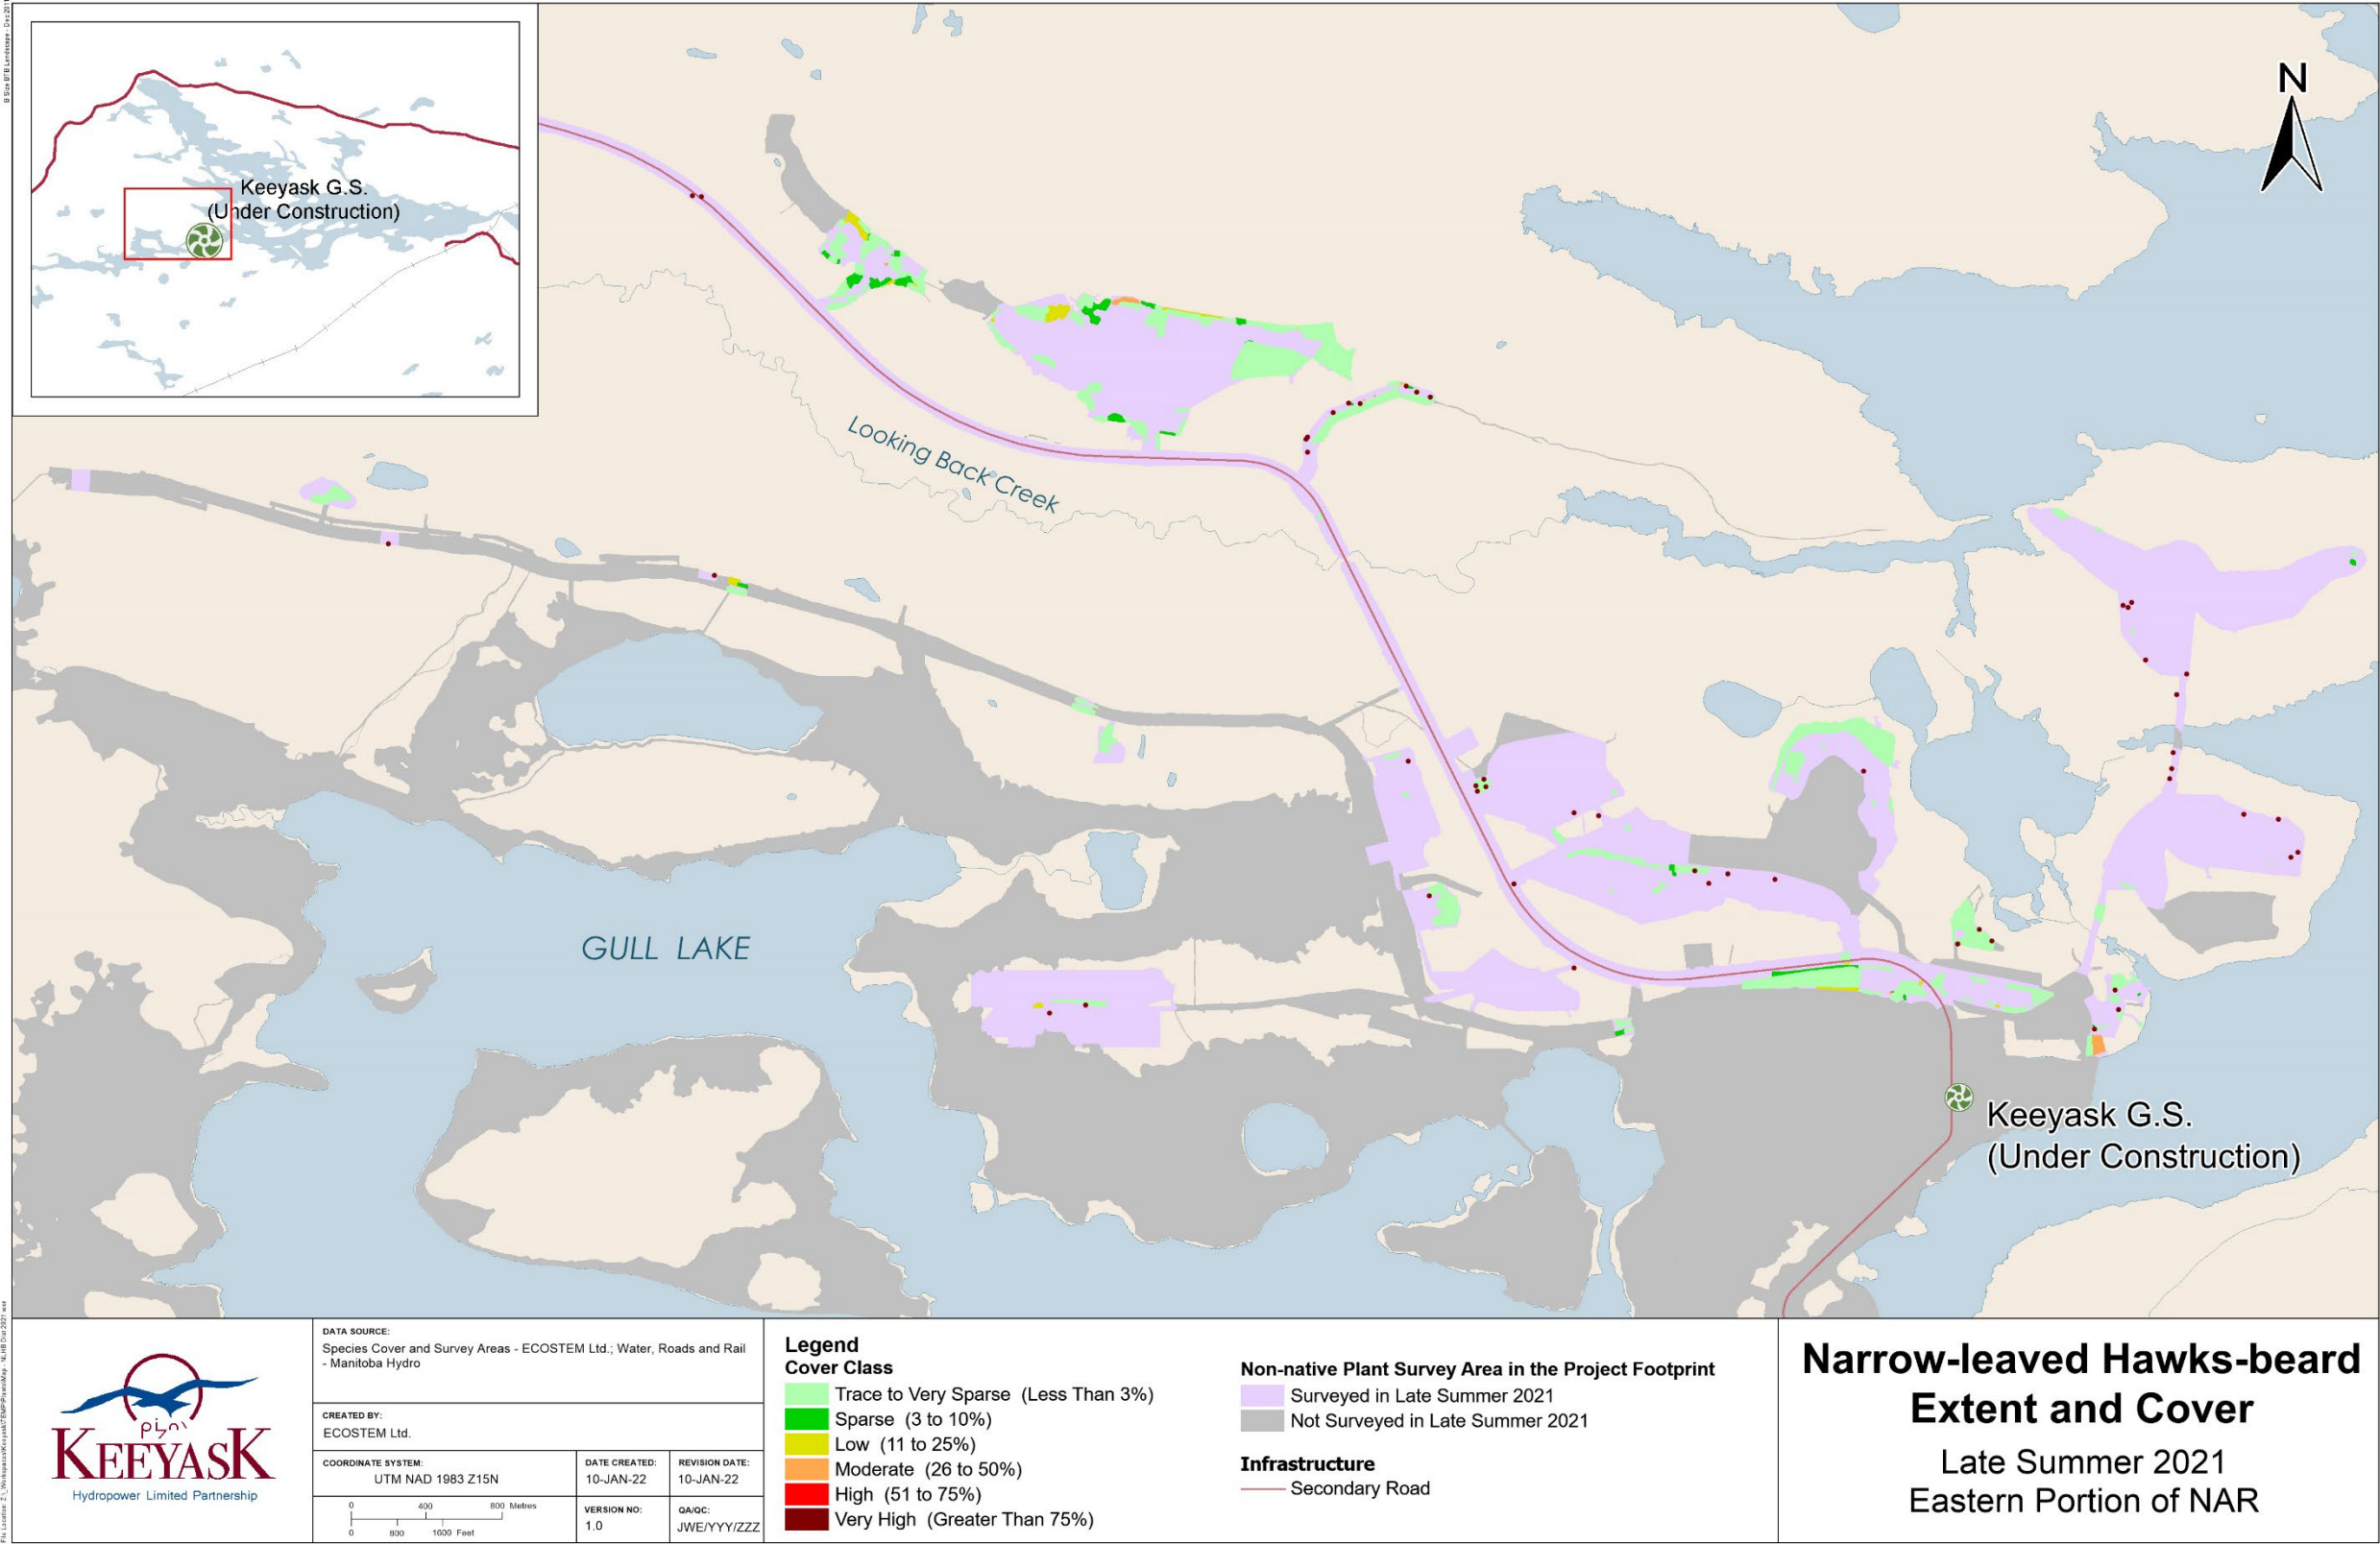 B Size BTB Landscape - Dec 2011
N
Keeyask G.S.
(Under Construction)
Looking Back Creek
GULL LAKE
Keeyask G.S.
(Under Construction)
KEEYASK
Hydropower Limited Partnership
DATA SOURCE:
Species Cover and Survey Areas - ECOSTEM Ltd.; Water, Roads and Rail
- Manitoba Hydro
CREATED BY:
ECOSTEM Ltd.
COORDINATE SYSTEM:
UTM NAD 1983 Z15N
DATE CREATED:
10-JAN-22
REVISION DATE:
10-JAN-22
0 400 800 Metres
0 800 1600 Feet
VERSION NO:
1.0
QA/QC:
JWE/YYY/ZZZ
Legend
Cover Class
Trace to Very Sparse (Less Than 3%)
Sparse (3 to 10%)
Low (11 to 25%)
Moderate (26 to 50%)
High (51 to 75%)
Very High (Greater Than 75%)
Non-native Plant Survey Area in the Project Footprint
Surveyed in Late Summer 2021
Not Surveyed in Late Summer 2021
Infrastructure
Secondary Road
Narrow-leaved Hawks-beard
Extent and Cover
Late Summer 2021
Eastern Portion of NAR